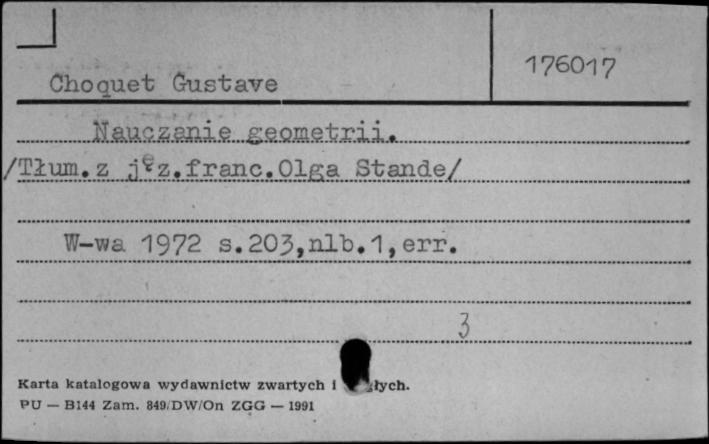 176017
Choquet Gustave
Nauczanie geometrii.
/Tłum.z jęz.franc.Olga Stande/
W-wa 1972 s.203,nlb.1,err.
3
Karta katalogowa wydawnictw zwartych i łych.
PU — B144 Zam. 849/DW/On ZGG — 1991